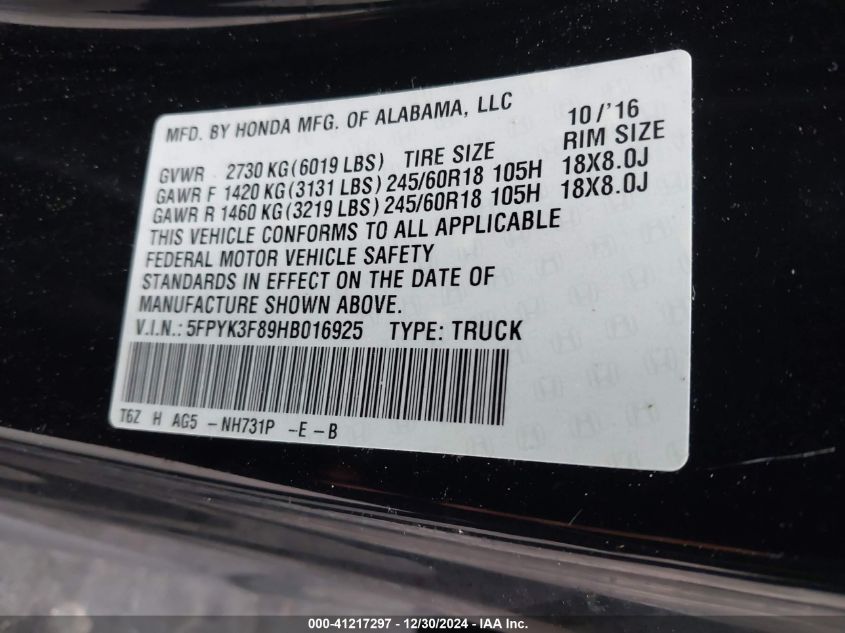 MFD. BY HONDA MFG. OF ALABAMA, LLC 10/'16
GVWR 2730 KG(6019 LBS) TIRE SIZE RIM SIZE
GAWR F 1420 KG(3131 LBS) 245/60R18 105H 18X8.0J
GAWR R 1460 KG(3219 LBS) 245/60R18 105H 18X8.0J
THIS VEHICLE CONFORMS TO ALL APPLICABLE
FEDERAL MOTOR VEHICLE SAFETY
STANDARDS IN EFFECT ON THE DATE OF
MANUFACTURE SHOWN ABOVE.
V.I.N.: 5FPYK3F89HB016925 TYPE: TRUCK
T6Z H AG5 - NH731P - E - B
000-41217297 - 12/30/2024 - IAA Inc.